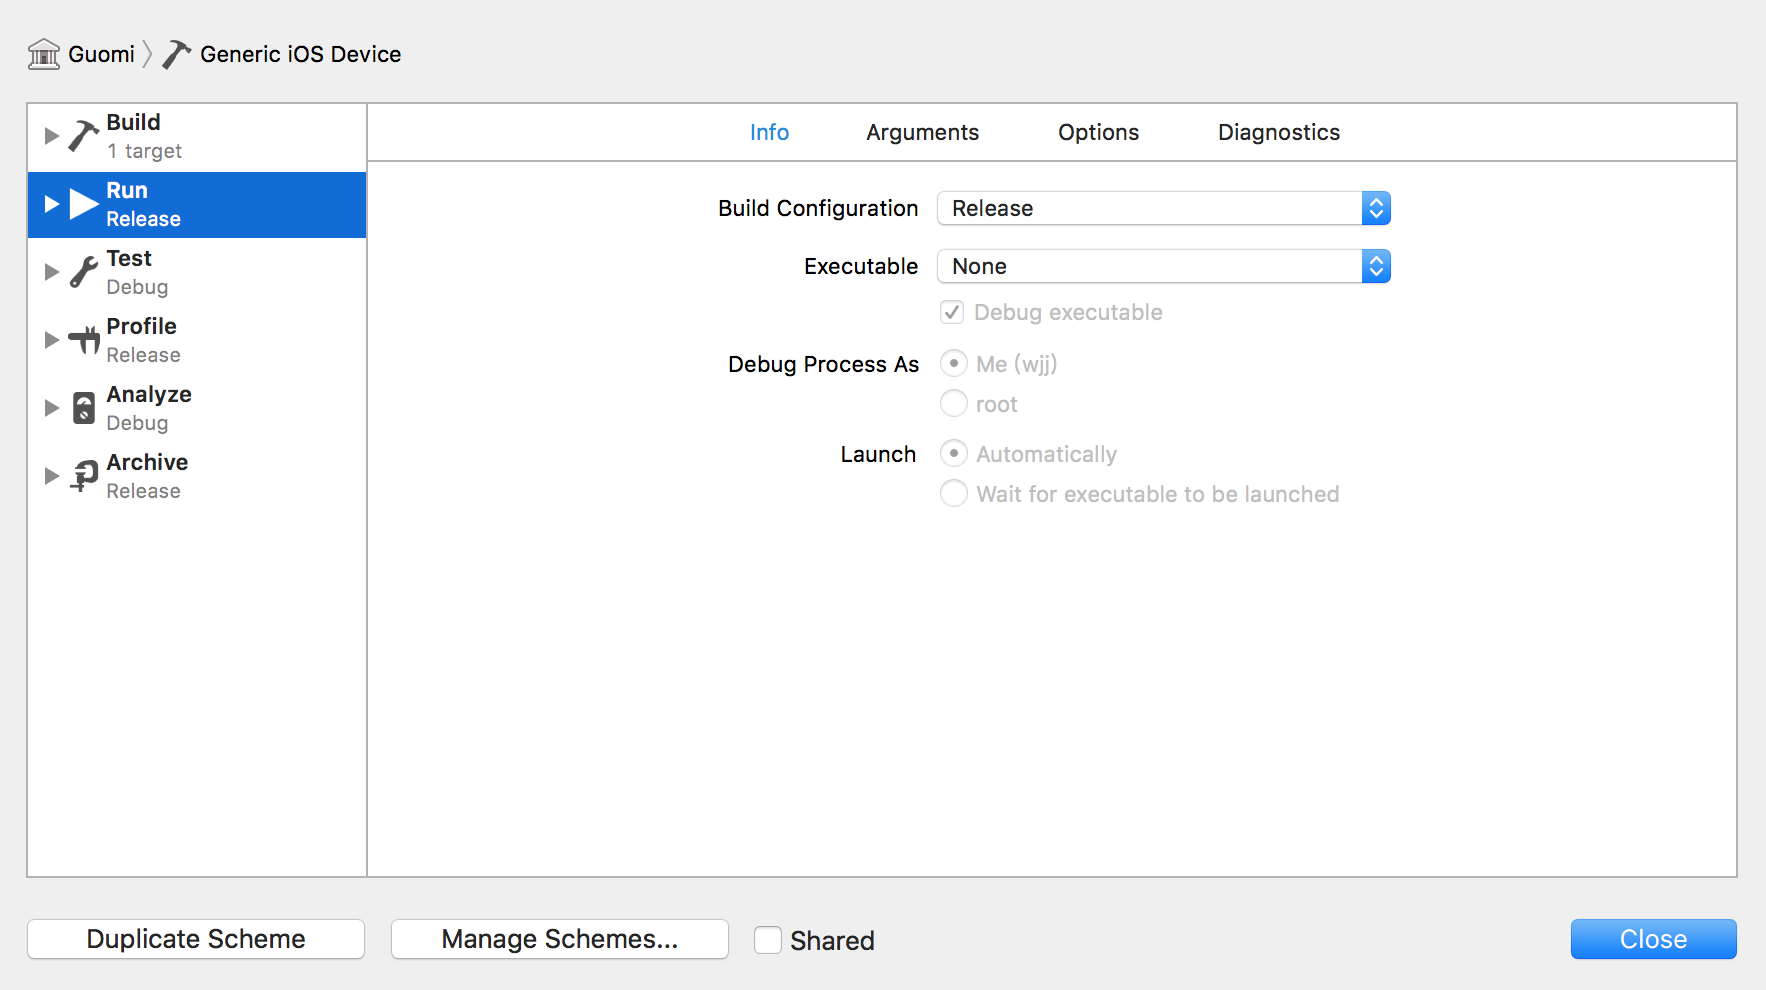 Guomi
Generic iOS Device
Build
1 target
Run
Release
Test
Debug
Profile
Release
Analyze
Debug
Archive
Release
Info Arguments Options Diagnostics
Build Configuration Release
Executable None
Debug executable
Debug Process As Me (wjj)
root
Launch Automatically
Wait for executable to be launched
Duplicate Scheme Manage Schemes... Shared Close